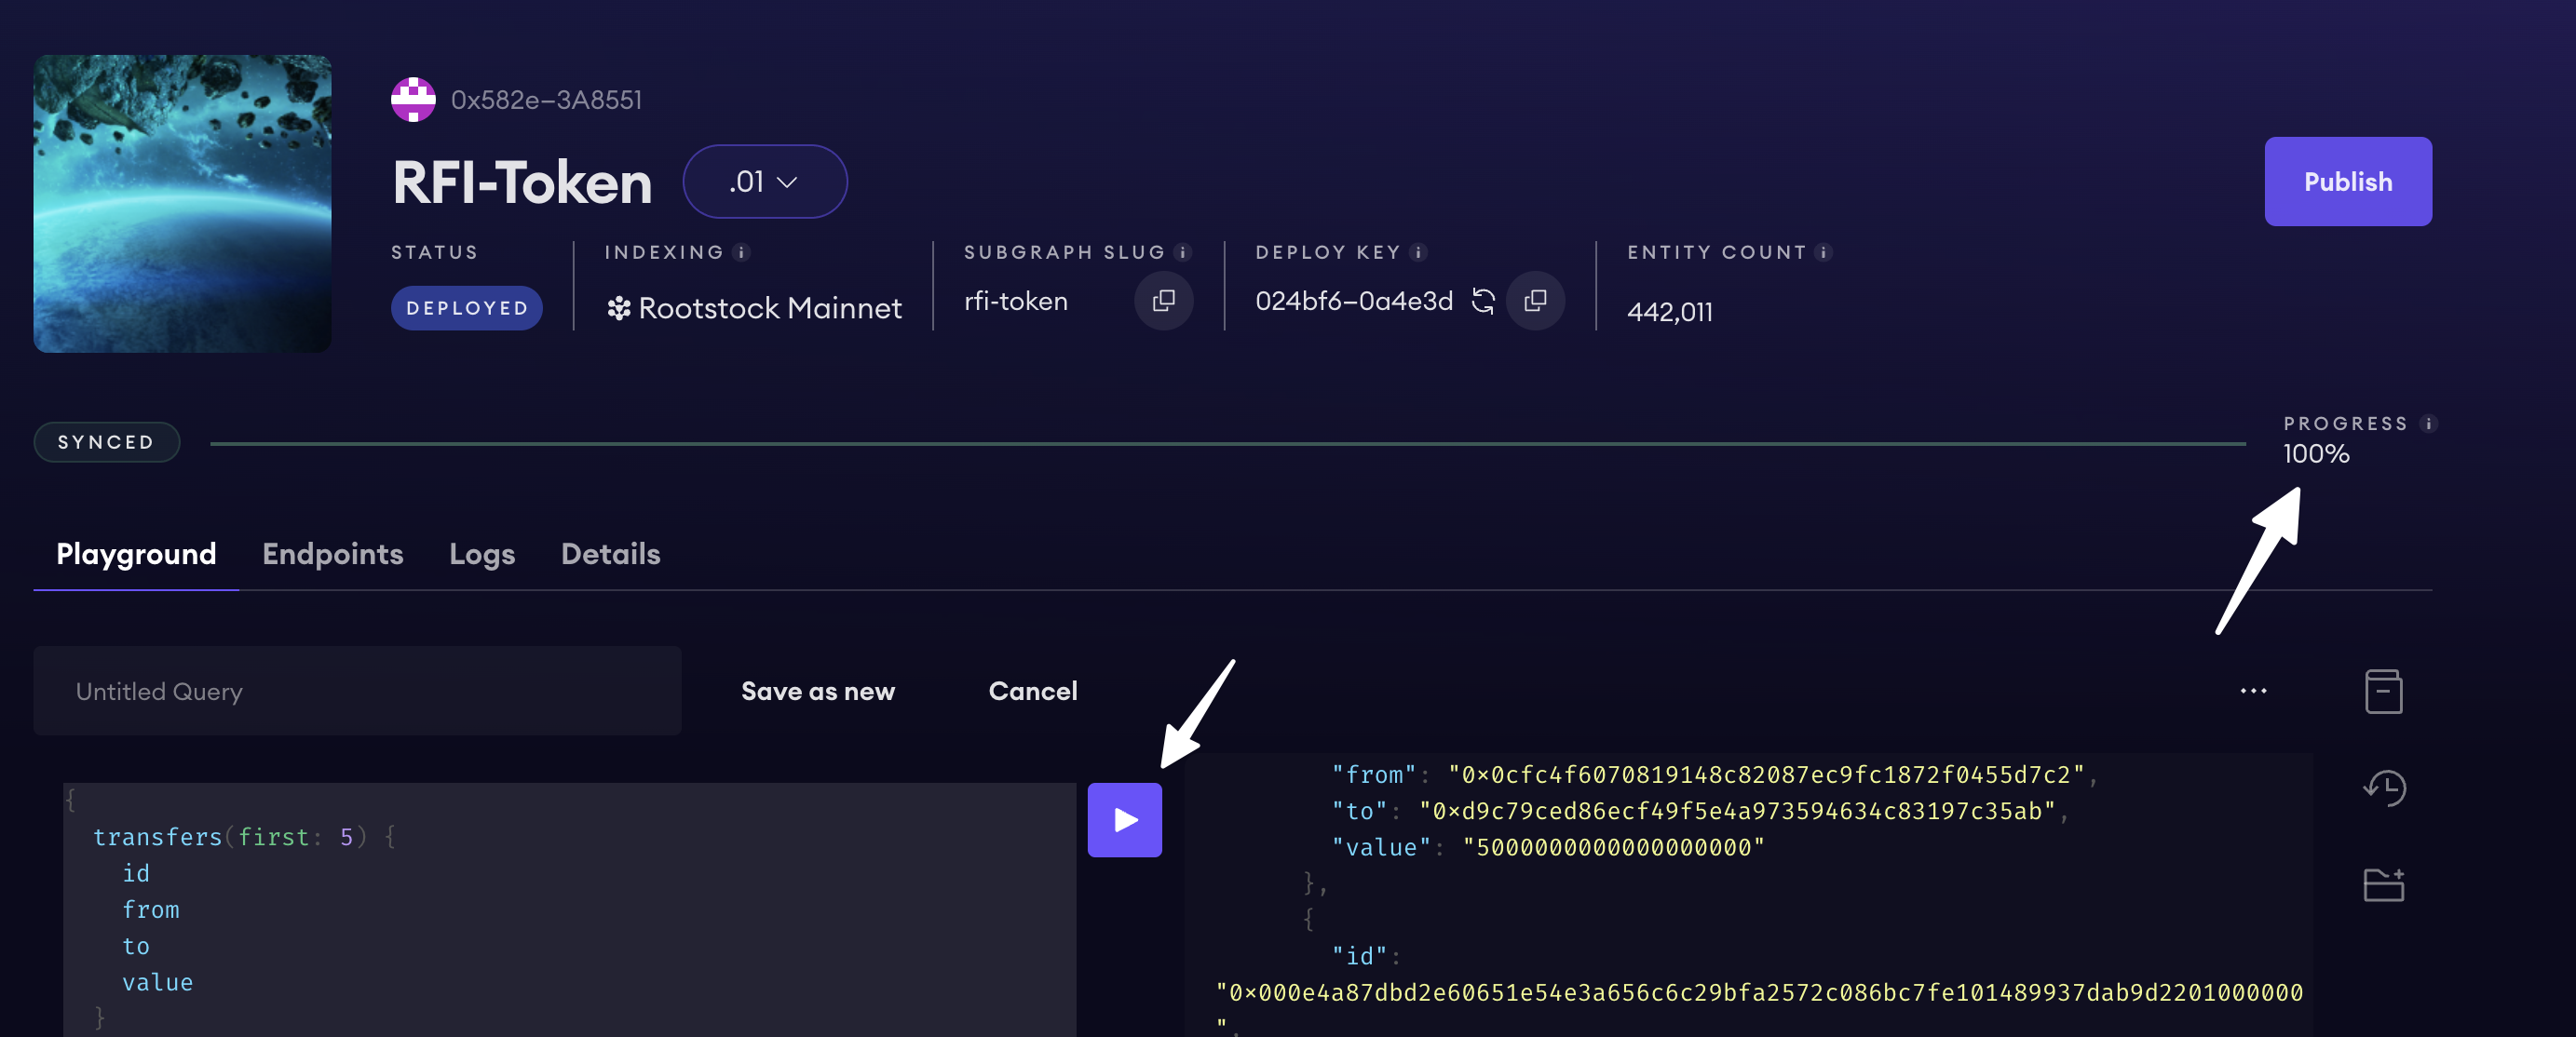 0x582e–3A8551
RFI-Token
.01
Publish
STATUS
INDEXING
SUBGRAPH SLUG
DEPLOY KEY
ENTITY COUNT
DEPLOYED
Rootstock Mainnet
rfi-token
024bf6–0a4e3d
442,011
SYNCED
PROGRESS
100%
Playground Endpoints Logs Details
Untitled Query
Save as new
Cancel
{
transfers(first: 5) {
id
from
to
value
}
"from": "0x0cfc4f6070819148c82087ec9fc1872f0455d7c2",
"to": "0xd9c79ced86ecf49f5e4a973594634c83197c35ab",
"value": "5000000000000000000"
},
{
"id":
"0x000e4a87dbd2e60651e54e3a656c6c29bfa2572c086bc7fe101489937dab9d2201000000
",